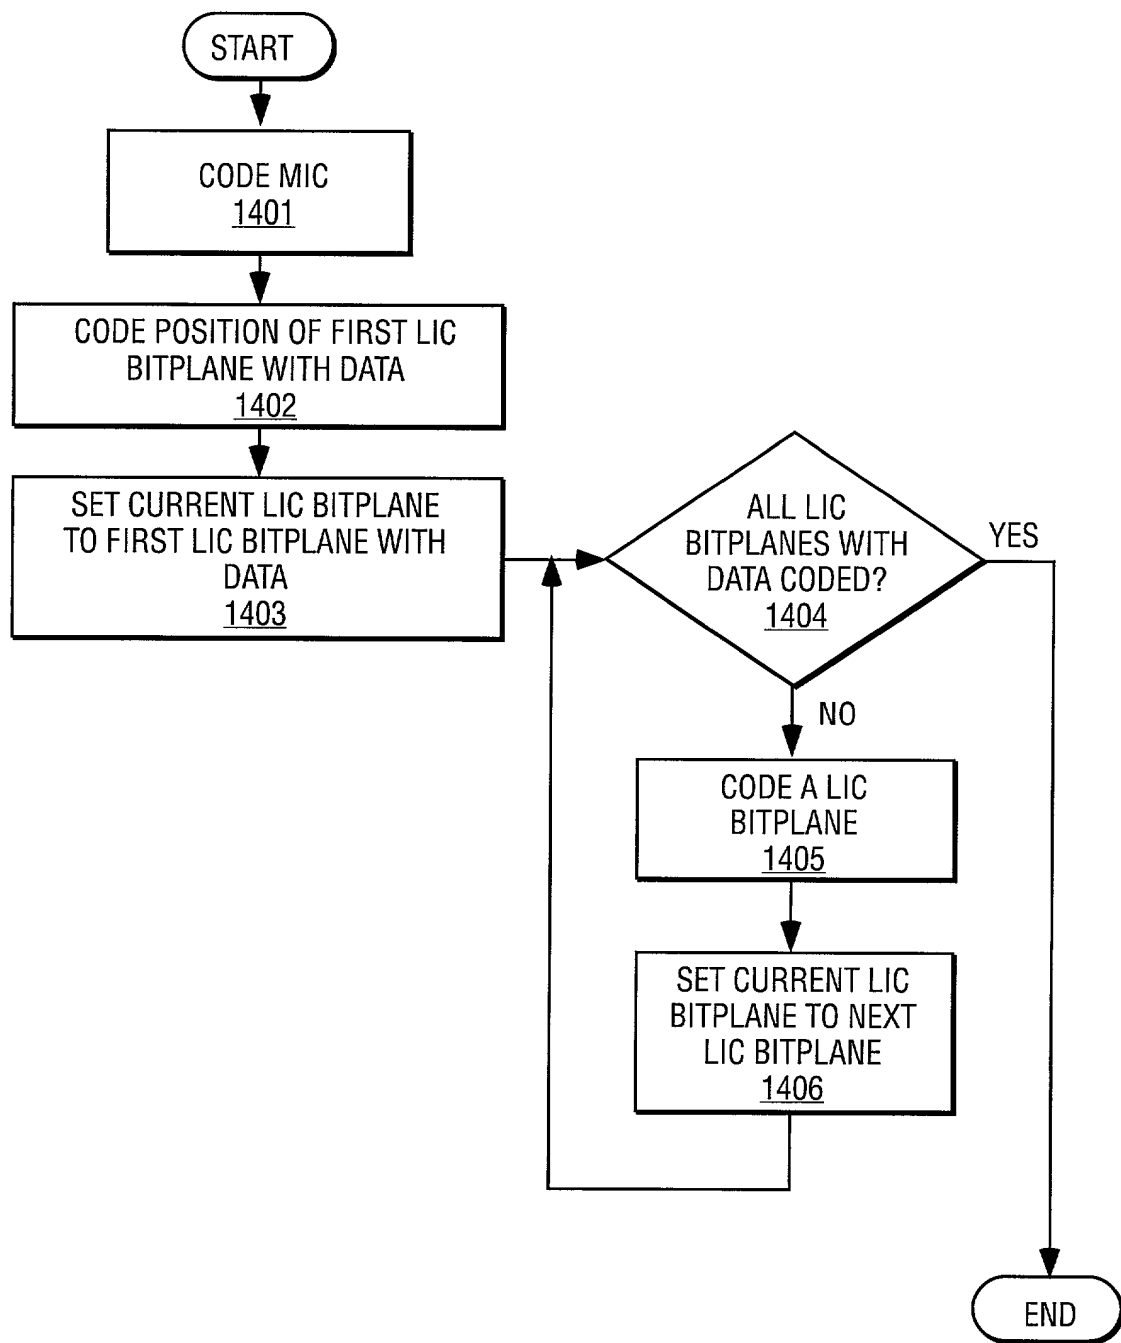 START
CODE MIC
1401
CODE POSITION OF FIRST LIC
BITPLANE WITH DATA
1402
SET CURRENT LIC BITPLANE
TO FIRST LIC BITPLANE WITH
DATA
1403
ALL LIC
BITPLANES WITH
DATA CODED?
1404
YES
NO
CODE A LIC
BITPLANE
1405
SET CURRENT LIC
BITPLANE TO NEXT
LIC BITPLANE
1406
END